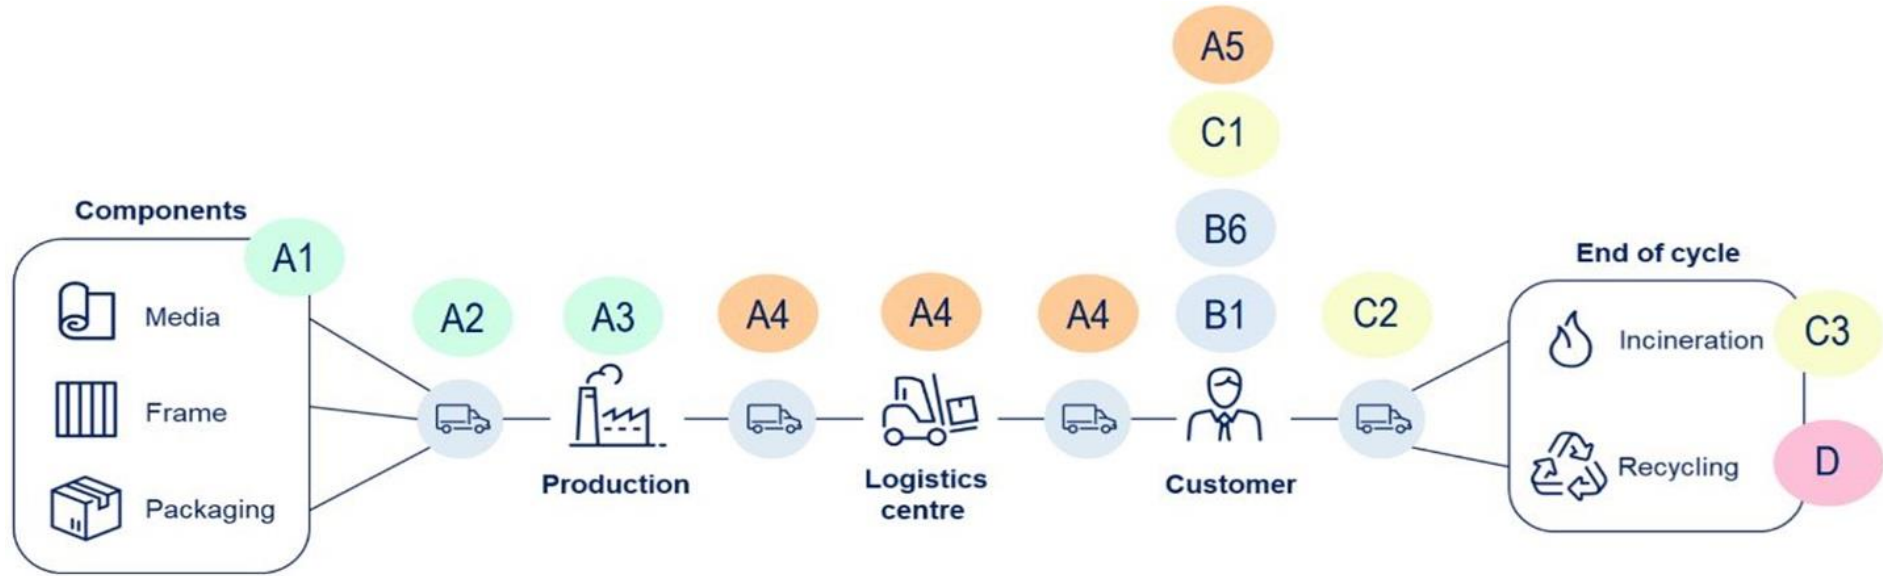 Components
A1
Media
Frame
Packaging
A2
A3
Production
A4
A4
Logistics
centre
A4
A5
C1
B6
B1
Customer
C2
End of cycle
Incineration
C3
Recycling
D